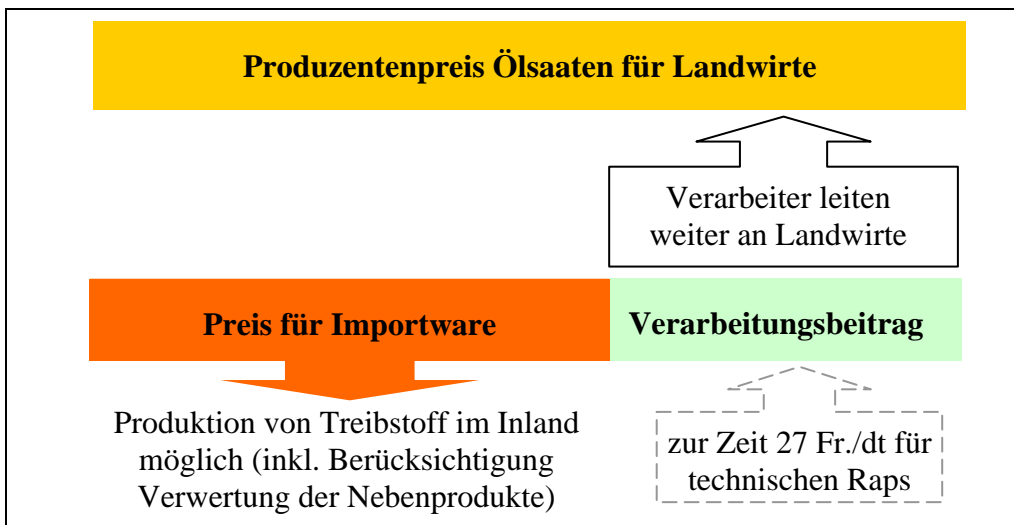 Produzentenpreis Ölsaaten für Landwirte
Verarbeiter leiten
weiter an Landwirte
Preis für Importware
Verarbeitungsbeitrag
Produktion von Treibstoff im Inland
möglich (inkl. Berücksichtigung
Verwertung der Nebenprodukte)
zur Zeit 27 Fr./dt für
technischen Raps